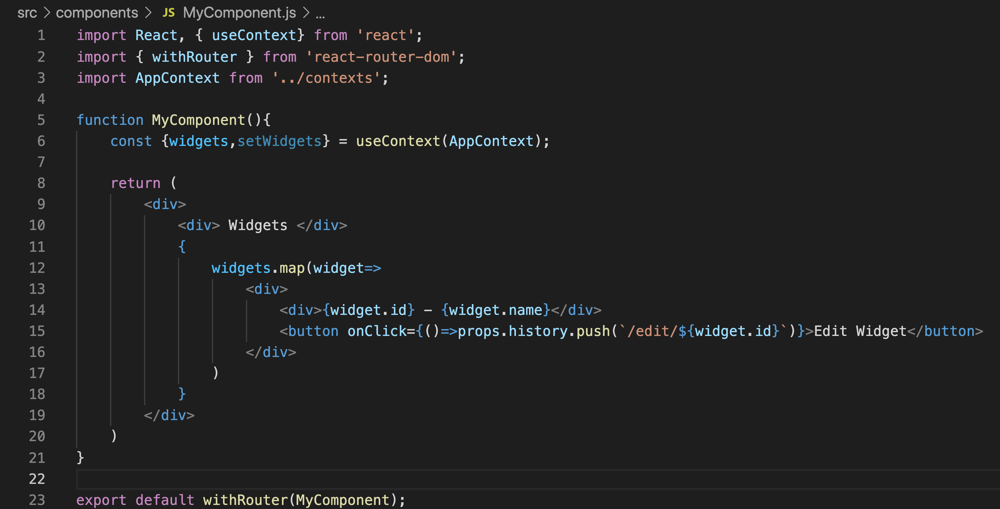 src > components > JS MyComponent.js > ...
1 import React, { useContext} from 'react';
2 import { withRouter } from 'react-router-dom';
3 import AppContext from '../contexts';
4
5 function MyComponent(){
6     const {widgets,setWidgets} = useContext(AppContext);
7
8     return (
9         <div>
10             <div> Widgets </div>
11             {
12                 widgets.map(widget=>
13                     <div>
14                         <div>{widget.id} - {widget.name}</div>
15                         <button onClick={()=>props.history.push(`/edit/${widget.id}`)}>Edit Widget</button>
16                     </div>
17                 )
18             }
19         </div>
20     )
21 }
22
23 export default withRouter(MyComponent);